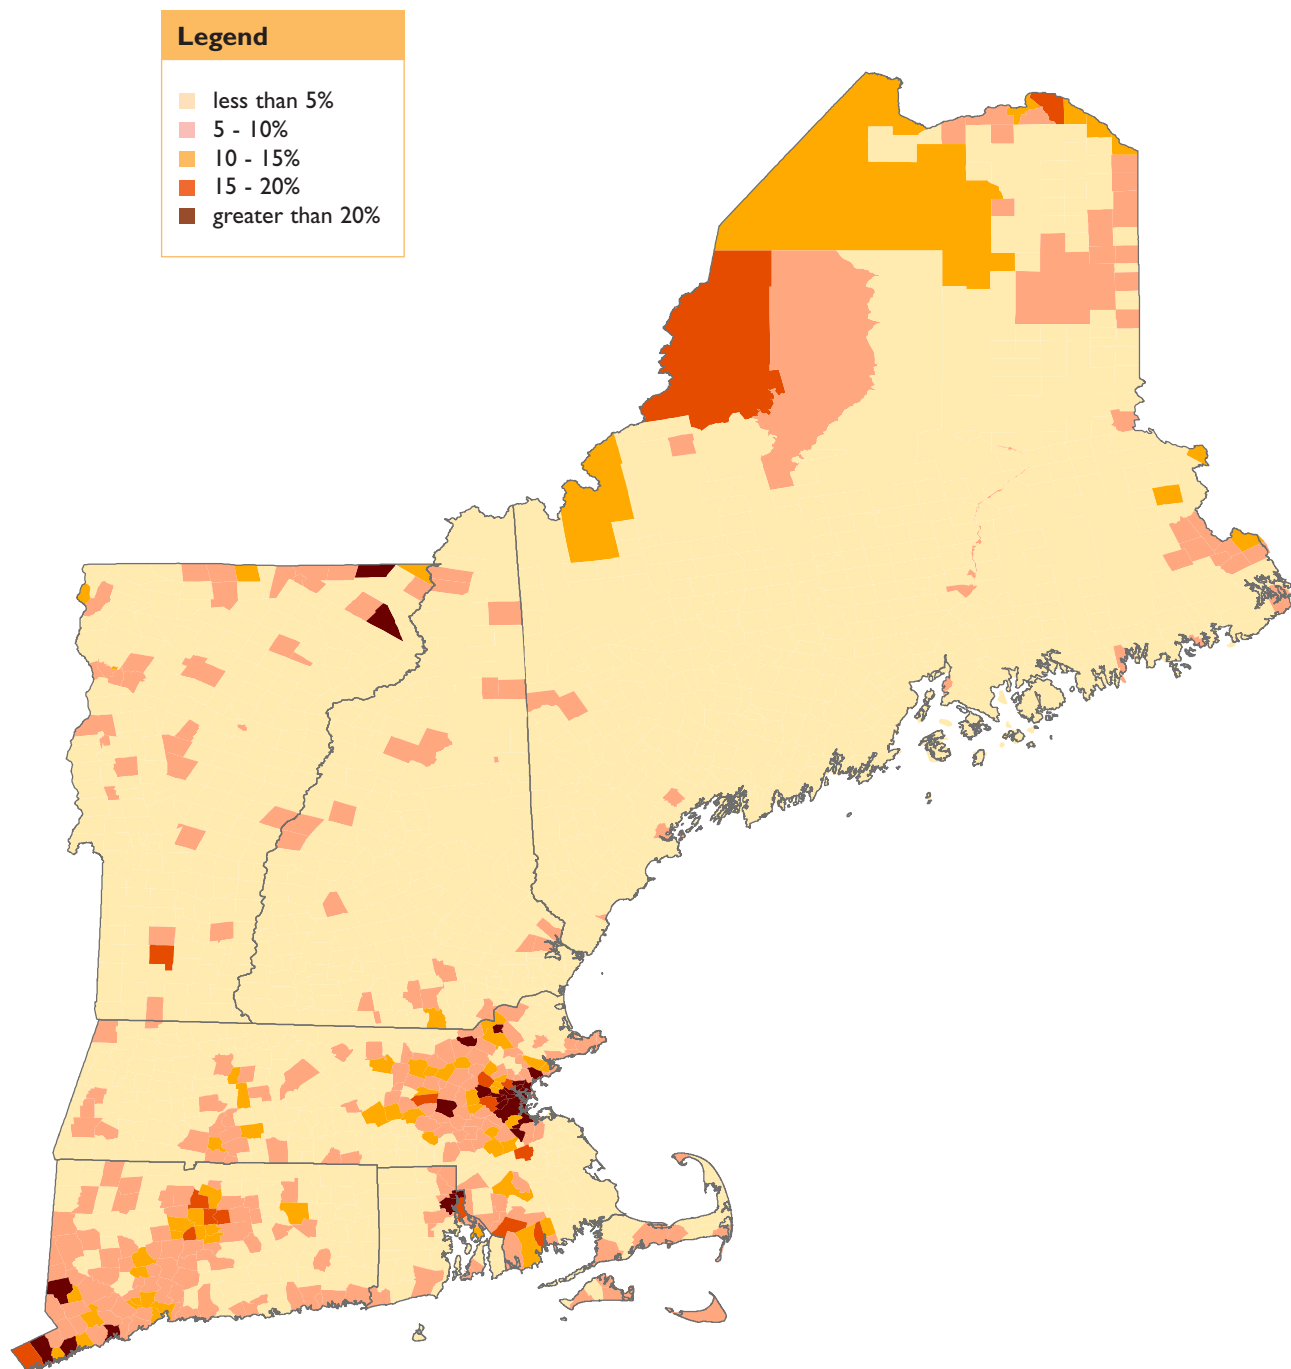 Legend
less than 5%
5 - 10%
10 - 15%
15 - 20%
greater than 20%